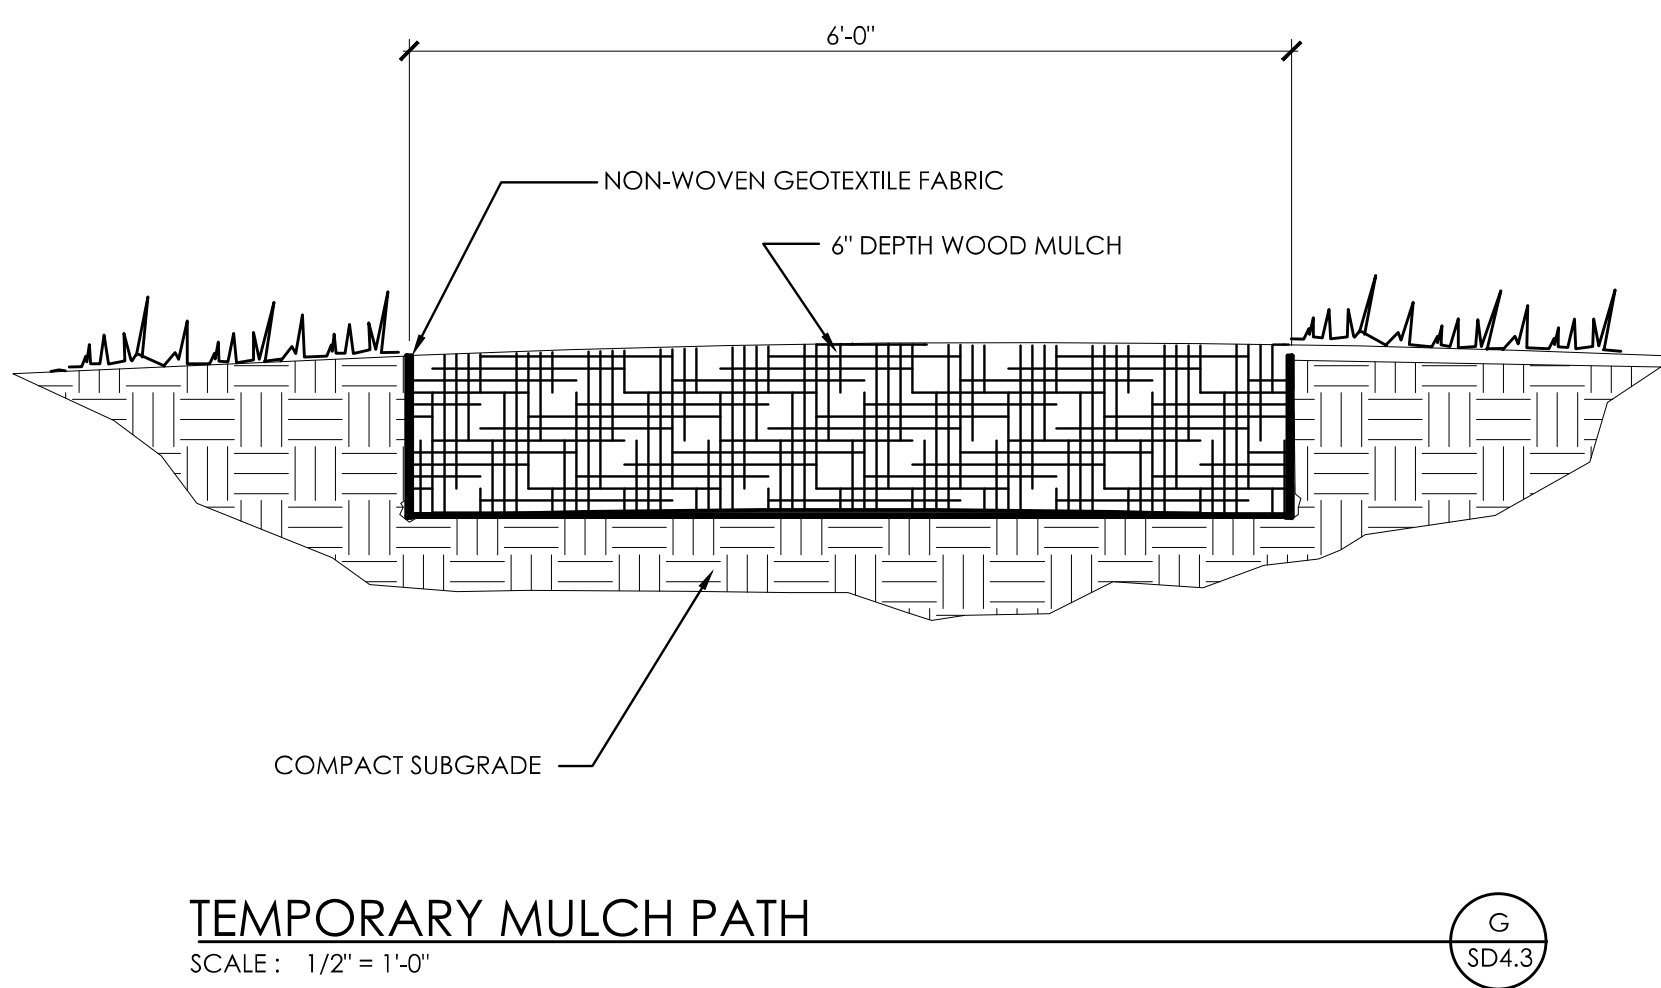 6'-0"
NON-WOVEN GEOTEXTILE FABRIC
6" DEPTH WOOD MULCH
COMPACT SUBGRADE
TEMPORARY MULCH PATH
SCALE : 1/2" = 1'-0"
G
SD4.3